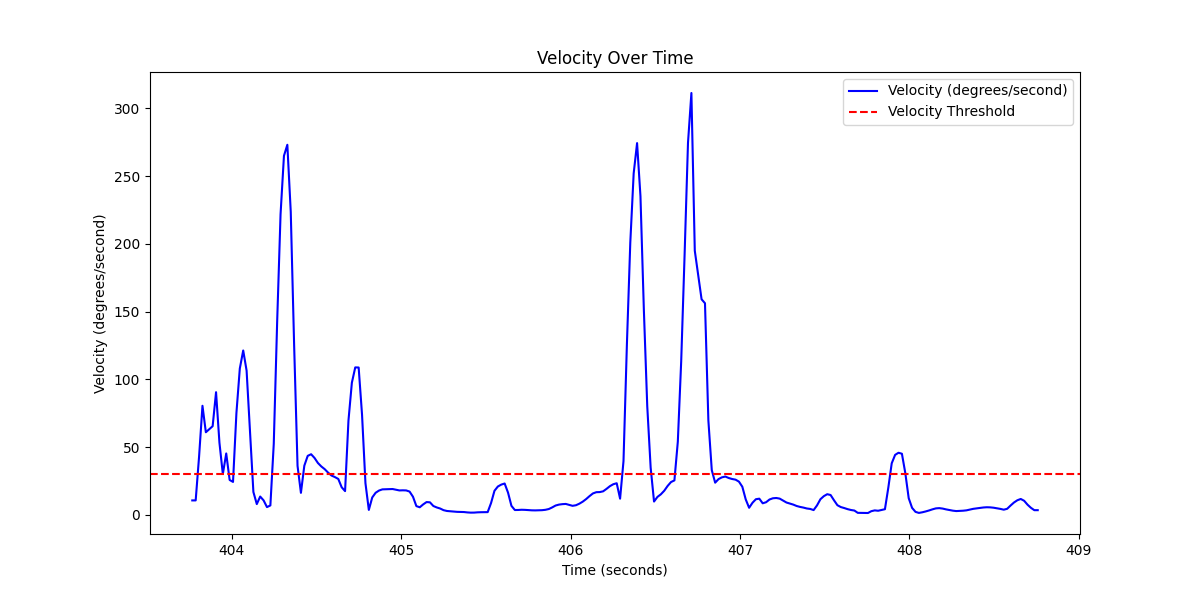 Velocity Over Time
Velocity (degrees/second)
Velocity Threshold
Velocity (degrees/second)
300
250
200
150
100
50
0
404
405
406
407
408
409
Time (seconds)